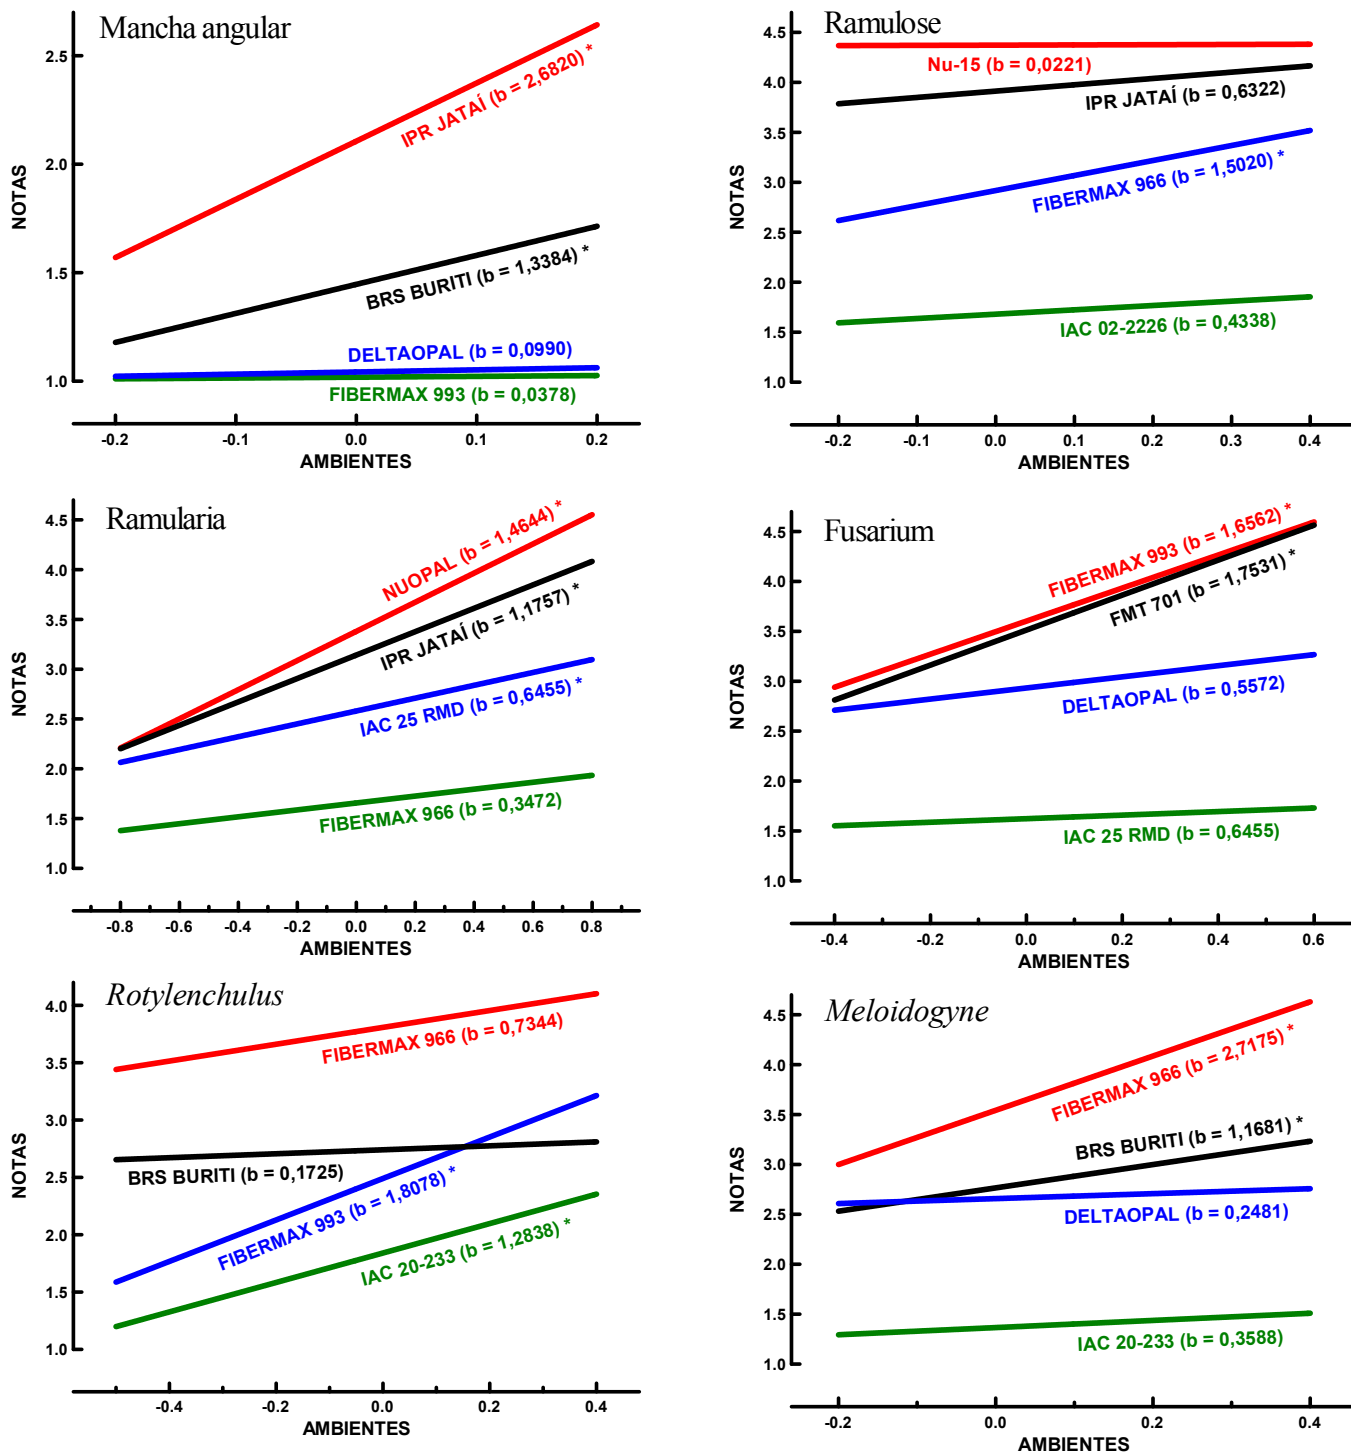 Mancha angular
NOTAS
2.5
2.0
1.5
1.0
IPR JATAÍ (b = 2,6820) *
BRS BURITI (b = 1,3384) *
DELTAOPAL (b = 0,0990)
FIBERMAX 993 (b = 0,0378)
-0.2 -0.1 0.0 0.1 0.2
AMBIENTES
Ramulose
NOTAS
4.5
4.0
3.5
3.0
2.5
2.0
1.5
1.0
Nu-15 (b = 0,0221)
IPR JATAÍ (b = 0,6322)
FIBERMAX 966 (b = 1,5020) *
IAC 02-2226 (b = 0,4338)
-0.2 0.0 0.1 0.2 0.3 0.4
AMBIENTES
Ramularia
NOTAS
4.5
4.0
3.5
3.0
2.5
2.0
1.5
1.0
NUOPAL (b = 1,4644) *
IPR JATAÍ (b = 1,1757) *
IAC 25 RMD (b = 0,6455) *
FIBERMAX 966 (b = 0,3472)
-0.8 -0.6 -0.4 -0.2 0.0 0.2 0.4 0.6 0.8
AMBIENTES
Fusarium
NOTAS
4.5
4.0
3.5
3.0
2.5
2.0
1.5
1.0
FIBERMAX 993 (b = 1,6562) *
FMT 701 (b = 1,7531) *
DELTAOPAL (b = 0,5572)
IAC 25 RMD (b = 0,6455)
-0.4 -0.2 0.0 0.2 0.4 0.6
AMBIENTES
Rotylenchulus
NOTAS
4.0
3.5
3.0
2.5
2.0
1.5
1.0
FIBERMAX 966 (b = 0,7344)
BRS BURITI (b = 0,1725)
FIBERMAX 993 (b = 1,8078) *
IAC 20-233 (b = 1,2838) *
-0.4 -0.2 0.0 0.2 0.4
AMBIENTES
Meloidogyne
NOTAS
4.5
4.0
3.5
3.0
2.5
2.0
1.5
1.0
FIBERMAX 966 (b = 2,7175) *
BRS BURITI (b = 1,1681) *
DELTAOPAL (b = 0,2481)
IAC 20-233 (b = 0,3588)
-0.2 0.0 0.2 0.4
AMBIENTES